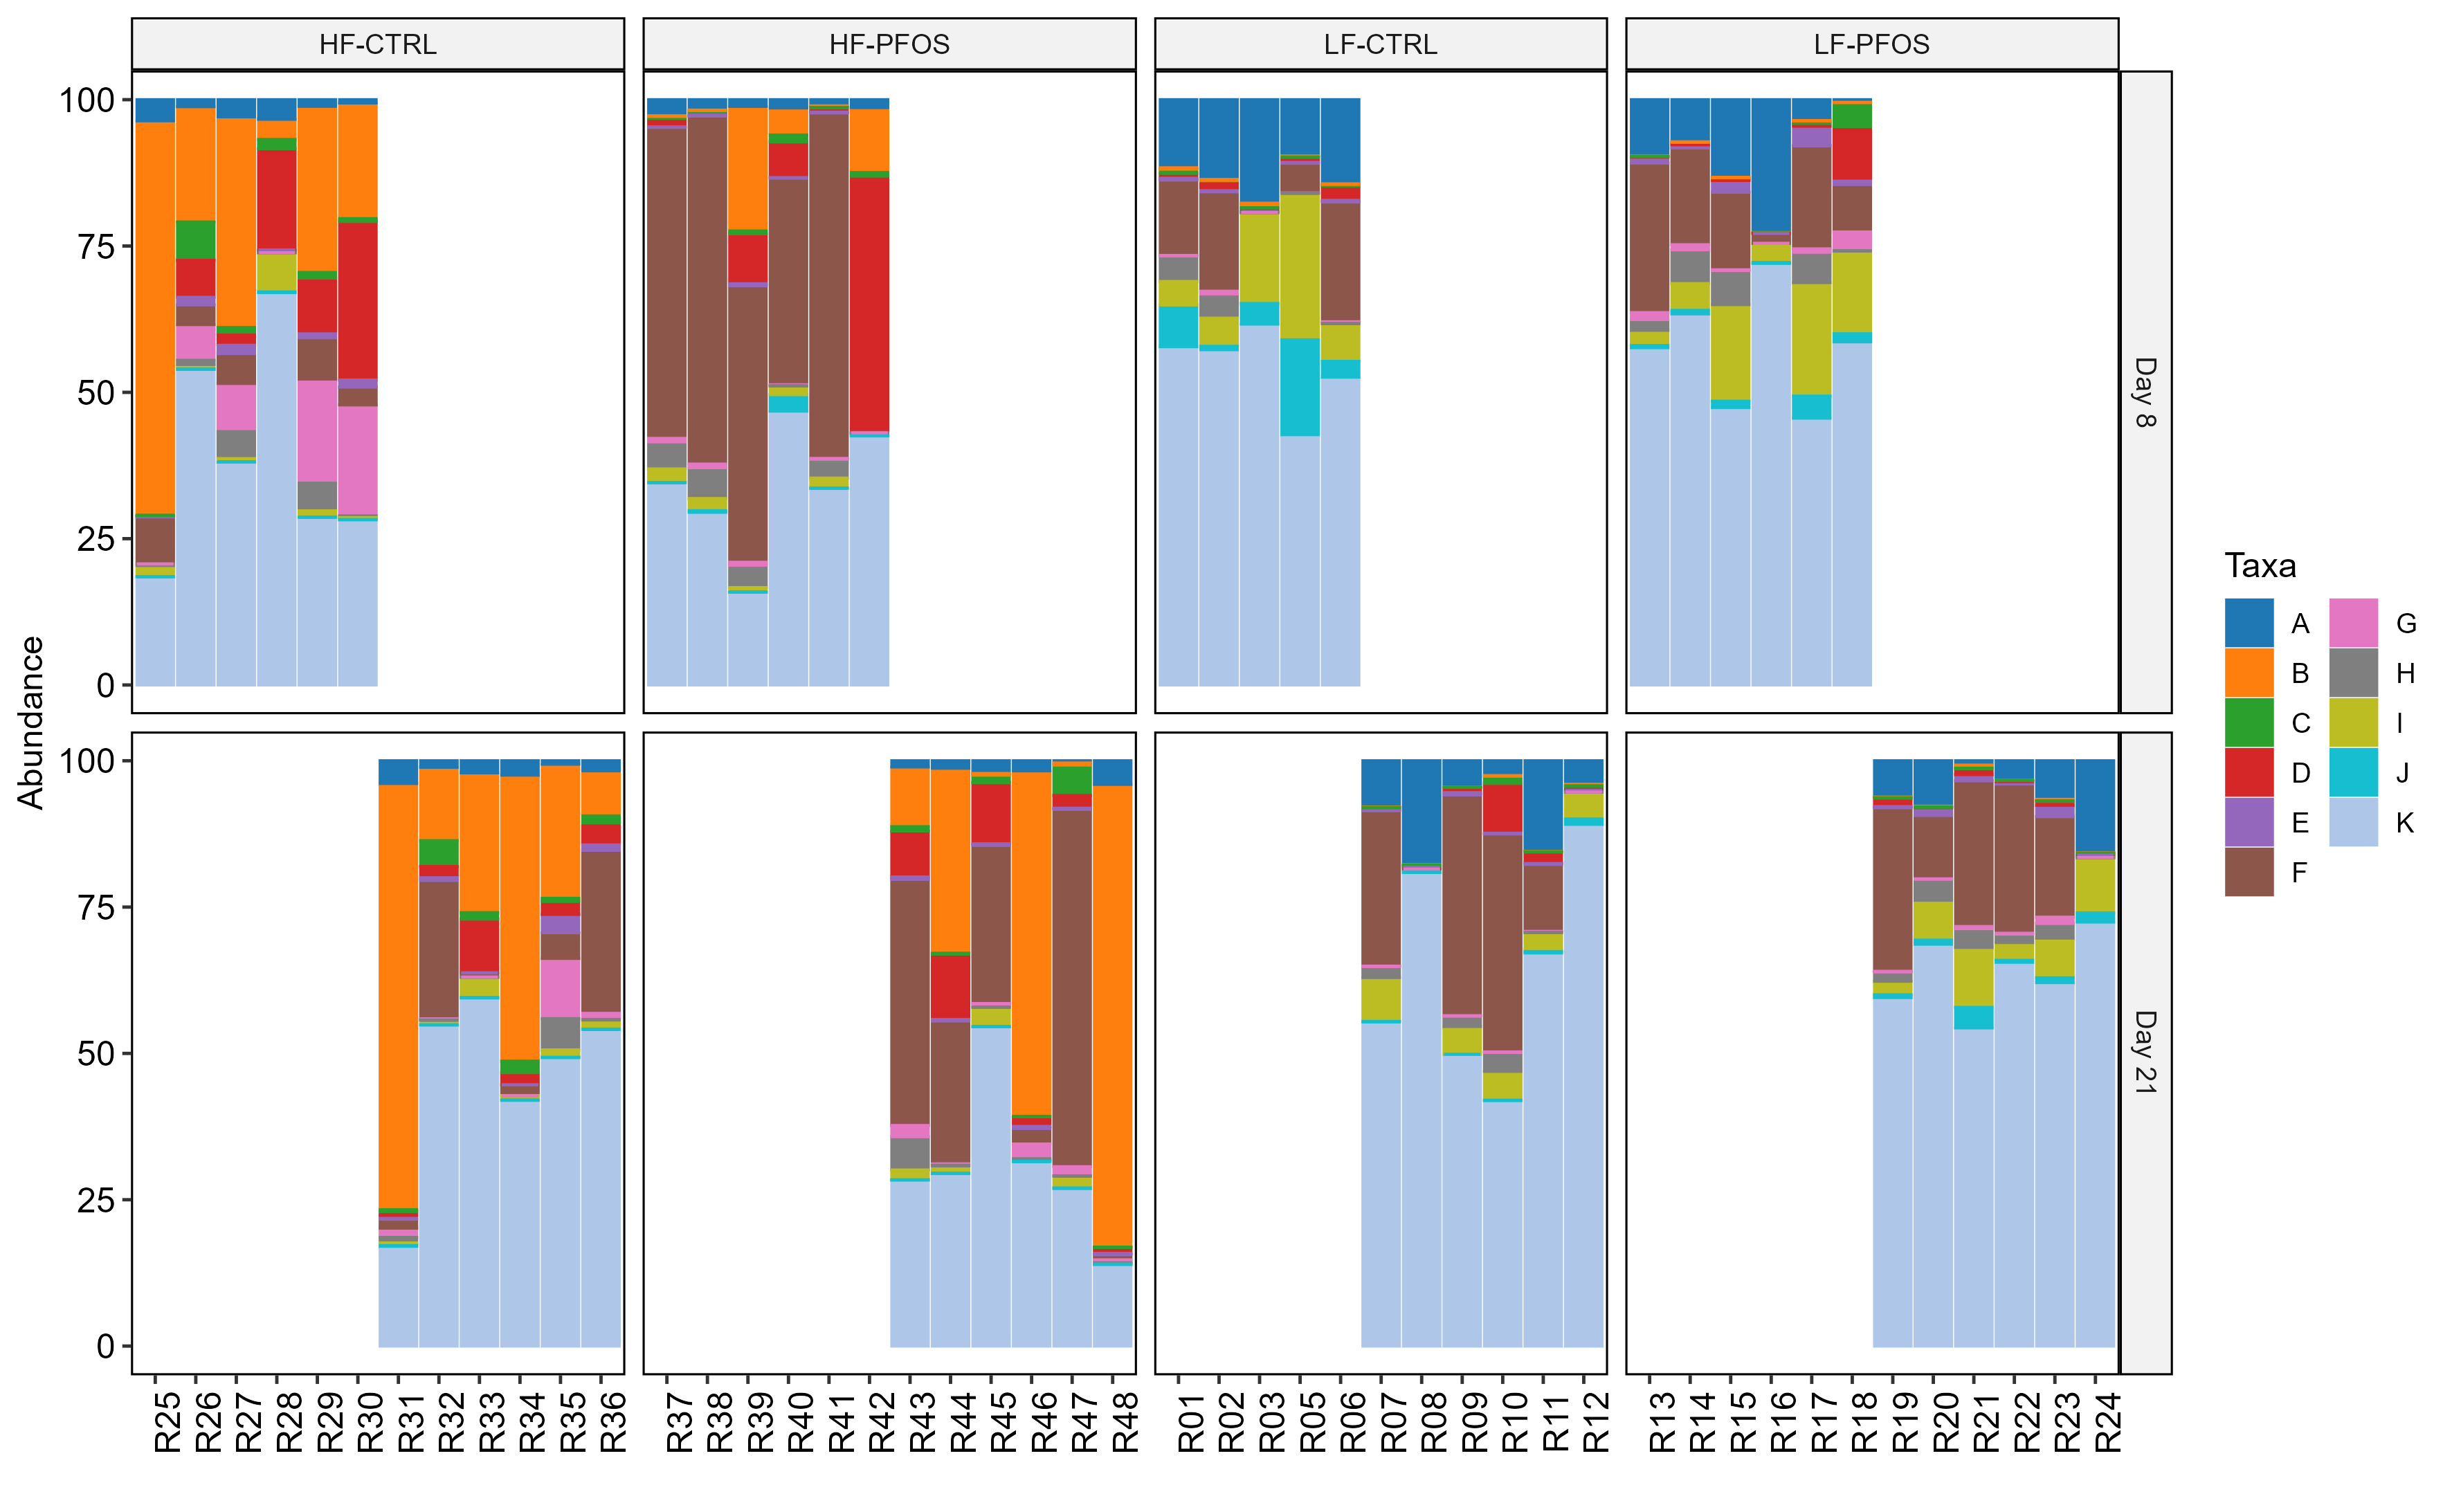 HF-CTRL HF-PFOS LF-CTRL LF-PFOS
100
75
50
25
0
Day 8
Abundance
100
75
50
25
0
Day 21
R25 R26 R27 R28 R29 R30 R31 R32 R33 R34 R35 R36 R37 R38 R39 R40 R41 R42 R43 R44 R45 R46 R47 R48 R01 R02 R03 R05 R06 R07 R08 R09 R10 R11 R12 R13 R14 R15 R16 R17 R18 R19 R20 R21 R22 R23 R24
Taxa
A G
B H
C I
D J
E K
F